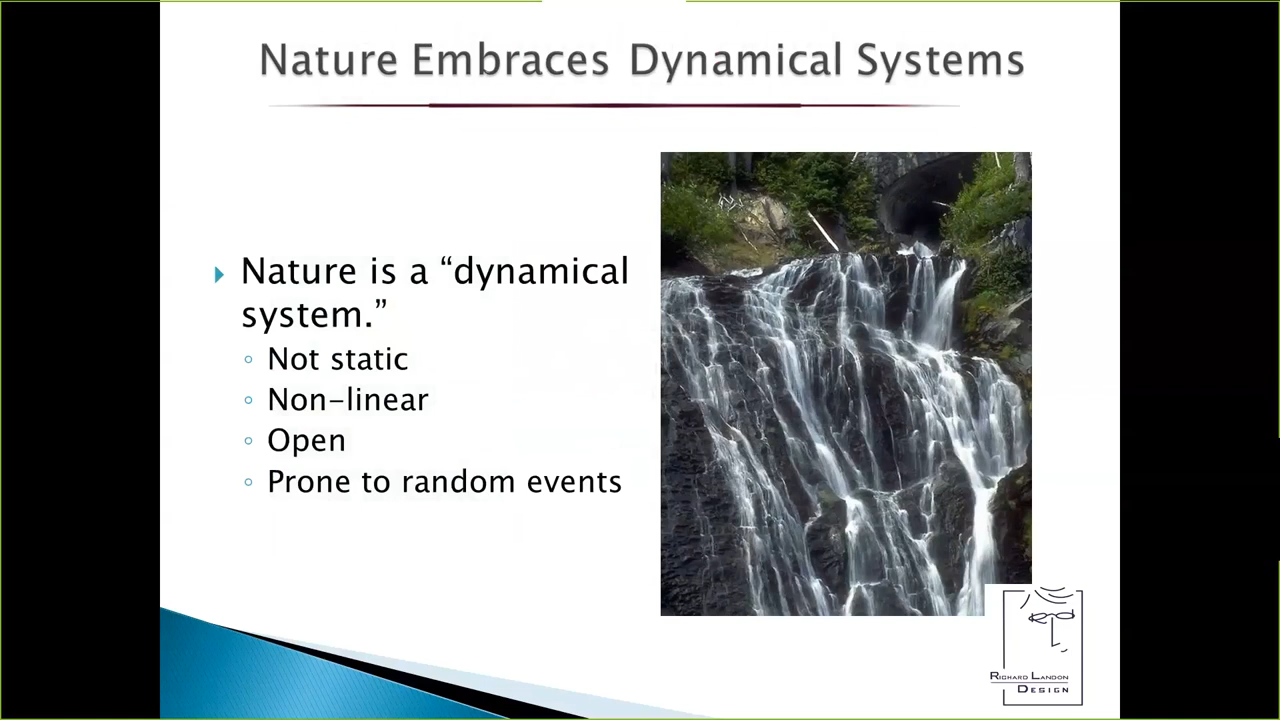 Nature Embraces Dynamical Systems
Nature is a “dynamical
system.”
Not static
Non-linear
Open
Prone to random events
RICHARD LANDON
DESIGN